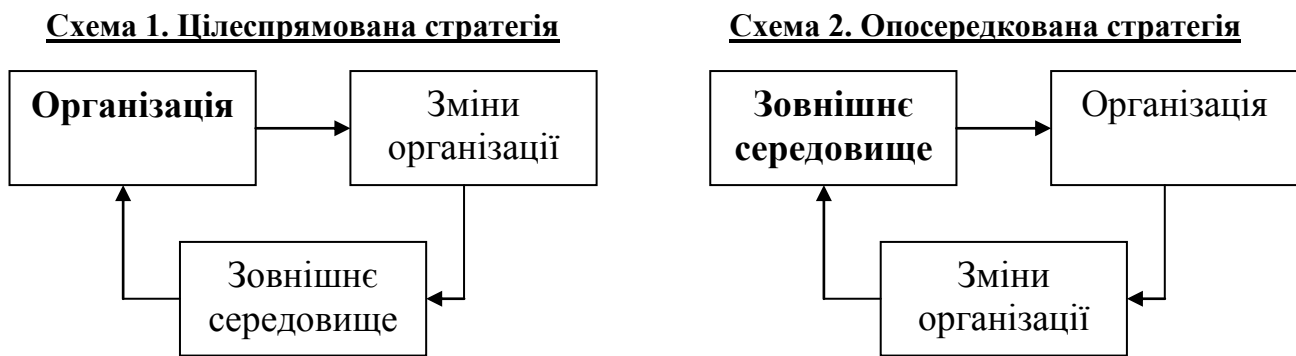 Схема 1. Цілеспрямована стратегія
Організація
Зміни
організації
Зовнішнє
середовище
Схема 2. Опосередкована стратегія
Зовнішнє
середовище
Організація
Зміни
організації